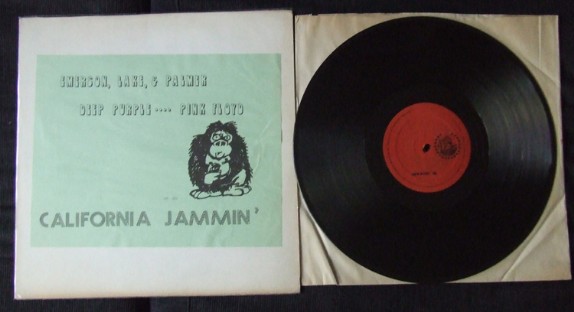 EMERSON, LAKE, & PALMER
DEEP PURPLE •••• PINK FLOYD
CALIFORNIA JAMMIN'